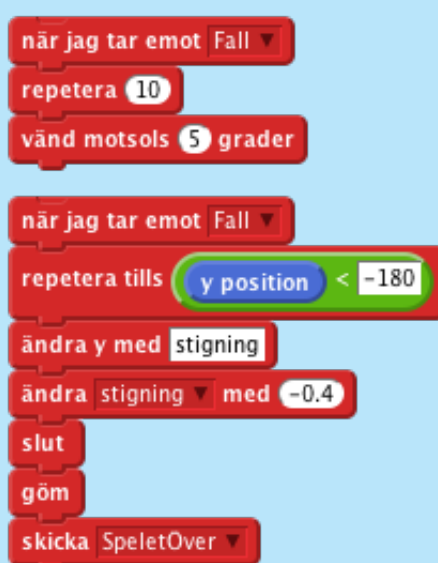 när jag tar emot Fall
repetera 10
vänd motsols 5 grader
när jag tar emot Fall
repetera tills y position < -180
ändra y med stigning
ändra stigning med -0.4
slut
göm
skicka SpeletOver